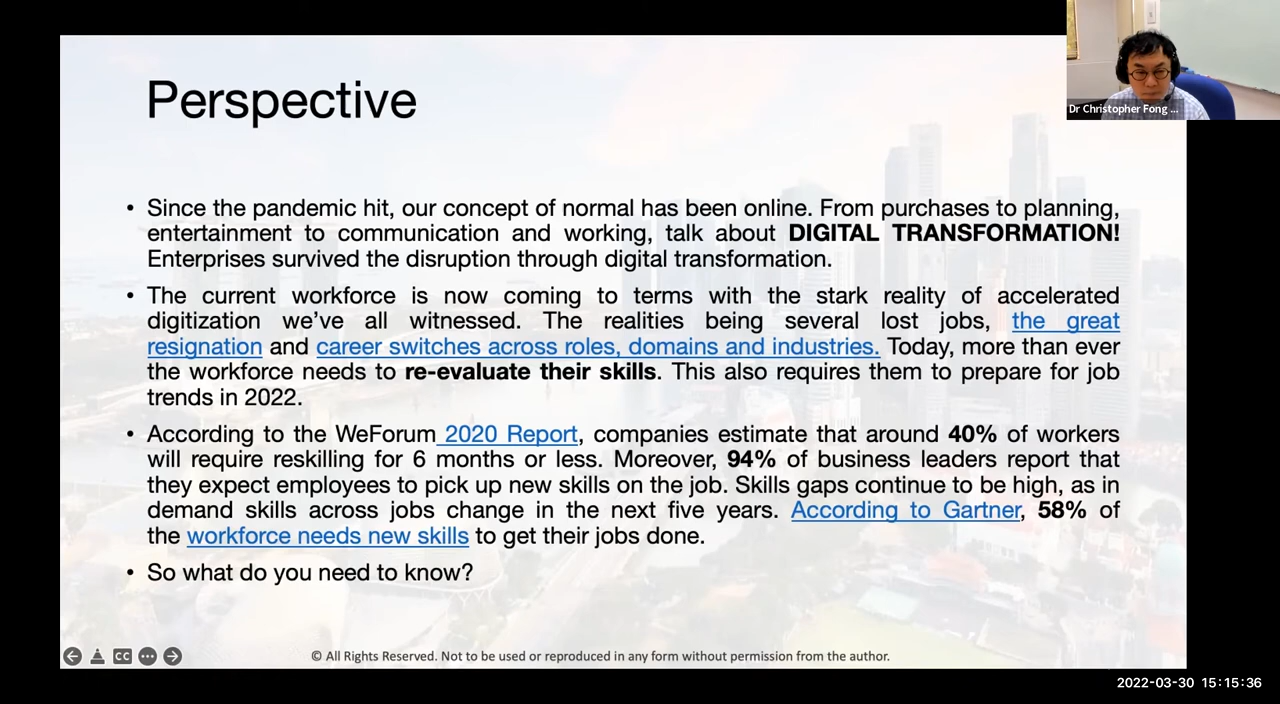 Perspective
Dr Christopher Fong ...
• Since the pandemic hit, our concept of normal has been online. From purchases to planning,
entertainment to communication and working, talk about DIGITAL TRANSFORMATION!
Enterprises survived the disruption through digital transformation.
• The current workforce is now coming to terms with the stark reality of accelerated
digitization we’ve all witnessed. The realities being several lost jobs, the great
resignation and career switches across roles, domains and industries. Today, more than ever
the workforce needs to re-evaluate their skills. This also requires them to prepare for job
trends in 2022.
• According to the WeForum 2020 Report, companies estimate that around 40% of workers
will require reskilling for 6 months or less. Moreover, 94% of business leaders report that
they expect employees to pick up new skills on the job. Skills gaps continue to be high, as in
demand skills across jobs change in the next five years. According to Gartner, 58% of
the workforce needs new skills to get their jobs done.
• So what do you need to know?
CC
© All Rights Reserved. Not to be used or reproduced in any form without permission from the author.
2022-03-30 15:15:36